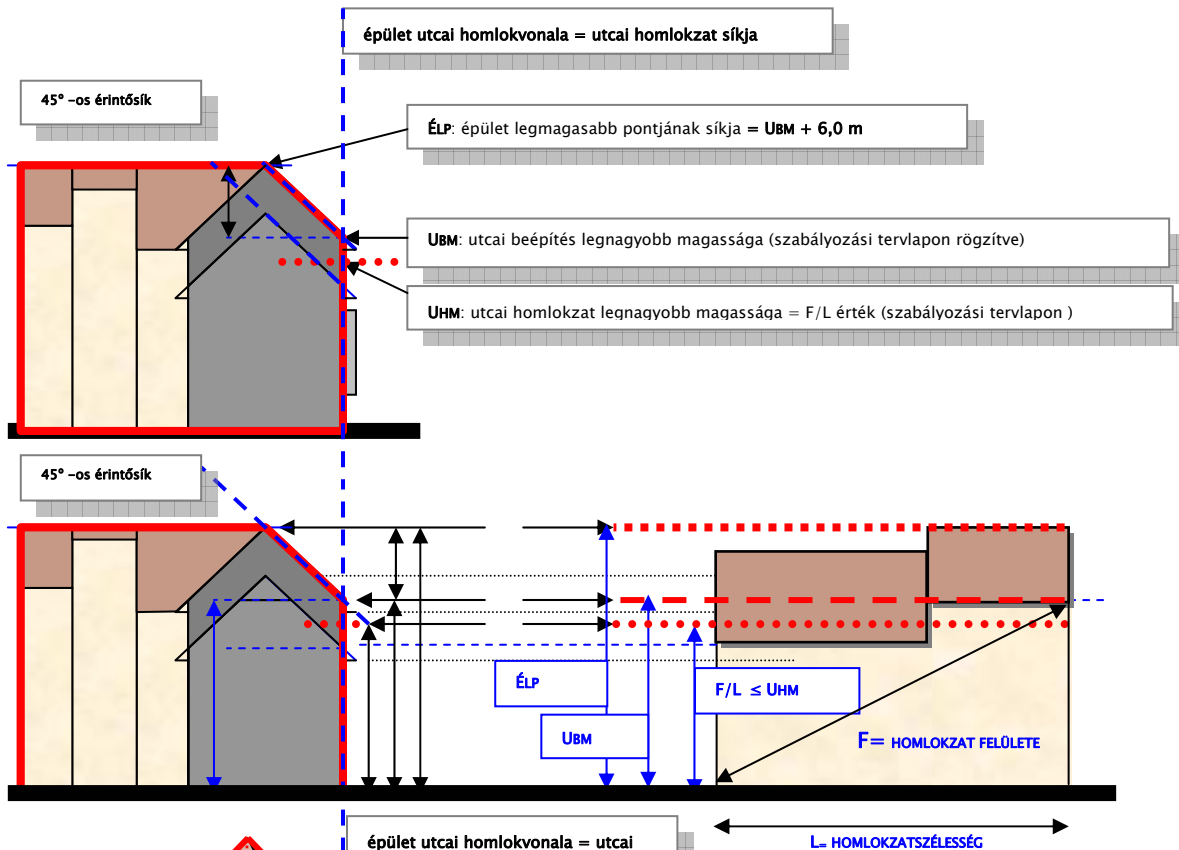 épület utcai homlokvonala = utcai homlokzat síkja
45° –os érintősík
ÉLP: épület legmagasabb pontjának síkja = UBM + 6,0 m
UBM: utcai beépítés legnagyobb magassága (szabályozási tervlapon rögzítve)
UHM: utcai homlokzat legnagyobb magassága = F/L érték (szabályozási tervlapon )
45° –os érintősík
ÉLP
F/L ≤ UHM
UBM
F= HOMLOKZAT FELÜLETE
épület utcai homlokvonala = utcai
L= HOMLOKZATSZÉLESSÉG